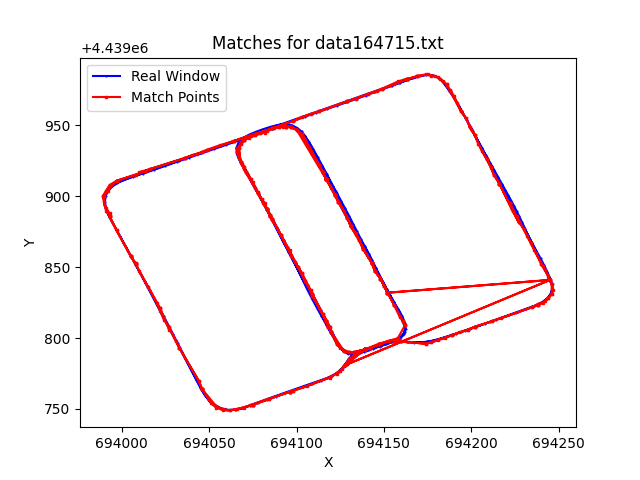 Matches for data164715.txt
+4.439e6
Real Window
Match Points
950
900
850
800
750
Y
694000 694050 694100 694150 694200 694250
X